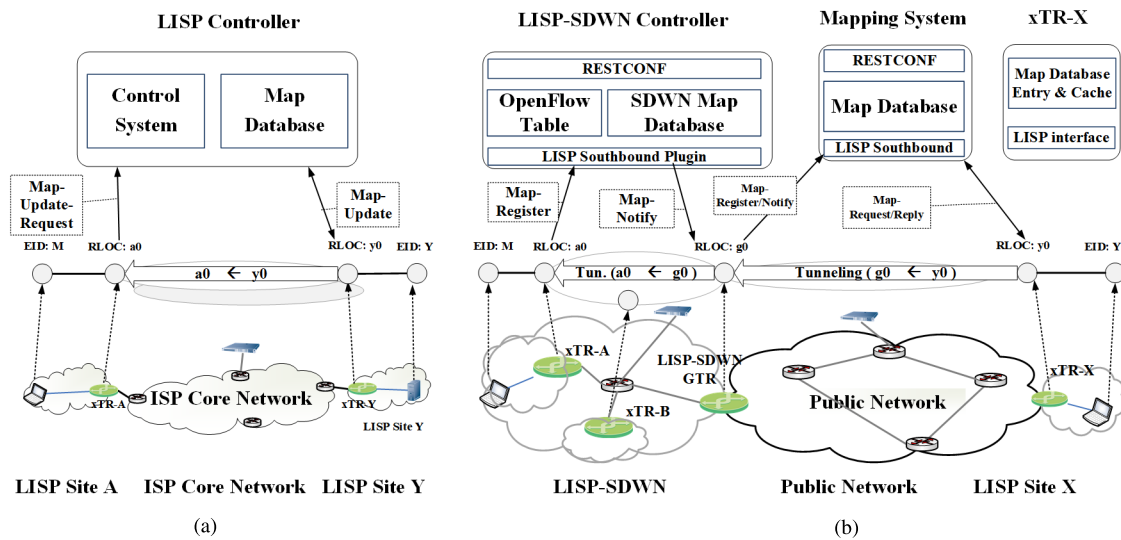 LISP Controller
Control
System
Map
Database
Map-
Update-
Request
Map-
Update
EID: M
RLOC: a0
RLOC: y0
EID: Y
a0 ← y0
xTR-A
ISP Core Network
xTR-Y
LISP Site Y
LISP Site A
ISP Core Network
LISP Site Y
(a)
LISP-SDWN Controller
Mapping System
xTR-X
RESTCONF
OpenFlow
Table
SDWN Map
Database
LISP Southbound Plugin
RESTCONF
Map Database
LISP Southbound
Map Database
Entry & Cache
LISP interface
Map-
Register
Map-
Notify
Map-
Register/Notify
Map-
Request/Reply
EID: M
RLOC: a0
RLOC: g0
RLOC: y0
EID: Y
Tun. (a0 ← g0 )
Tunneling ( g0 ← y0 )
xTR-A
LISP-SDWN
GTR
xTR-B
Public Network
xTR-X
LISP-SDWN
Public Network
LISP Site X
(b)